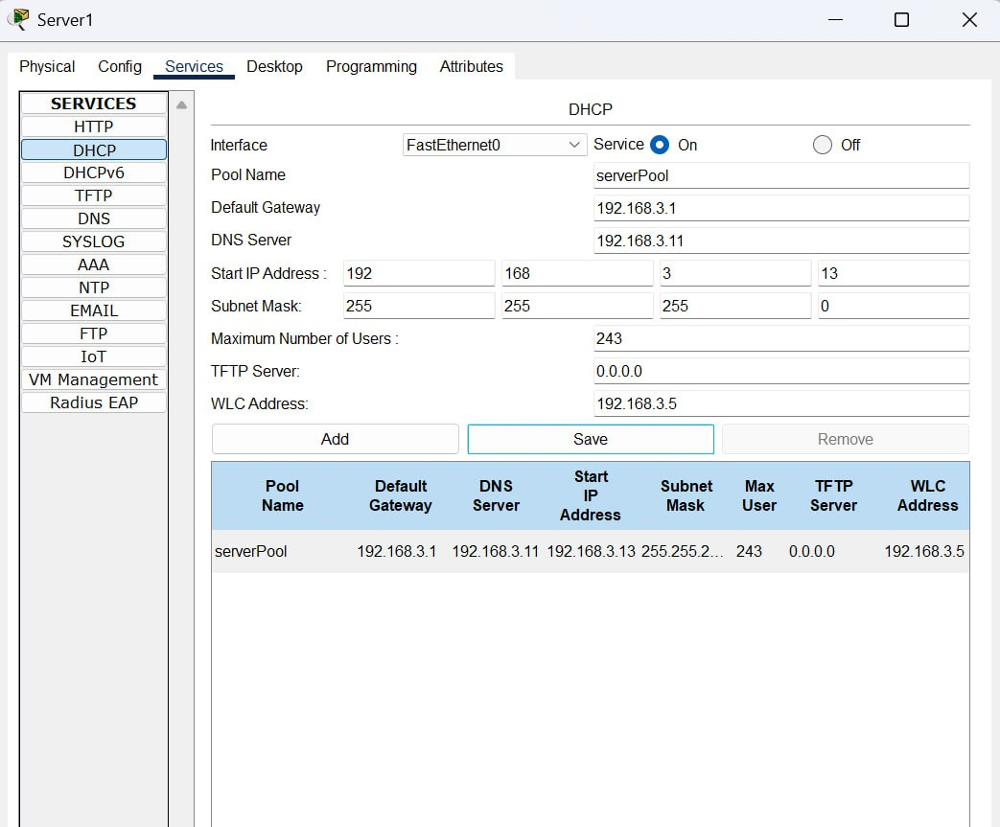 Server1
Physical Config Services Desktop Programming Attributes
SERVICES
HTTP
DHCP
DHCPv6
TFTP
DNS
SYSLOG
AAA
NTP
EMAIL
FTP
IoT
VM Management
Radius EAP
DHCP
Interface FastEthernet0 Service On Off
Pool Name serverPool
Default Gateway 192.168.3.1
DNS Server 192.168.3.11
Start IP Address : 192 168 3 13
Subnet Mask: 255 255 255 0
Maximum Number of Users : 243
TFTP Server: 0.0.0.0
WLC Address: 192.168.3.5
Add Save Remove
Pool Name Default Gateway DNS Server Start IP Address Subnet Mask Max User TFTP Server WLC Address
serverPool 192.168.3.1 192.168.3.11 192.168.3.13 255.255.2... 243 0.0.0.0 192.168.3.5